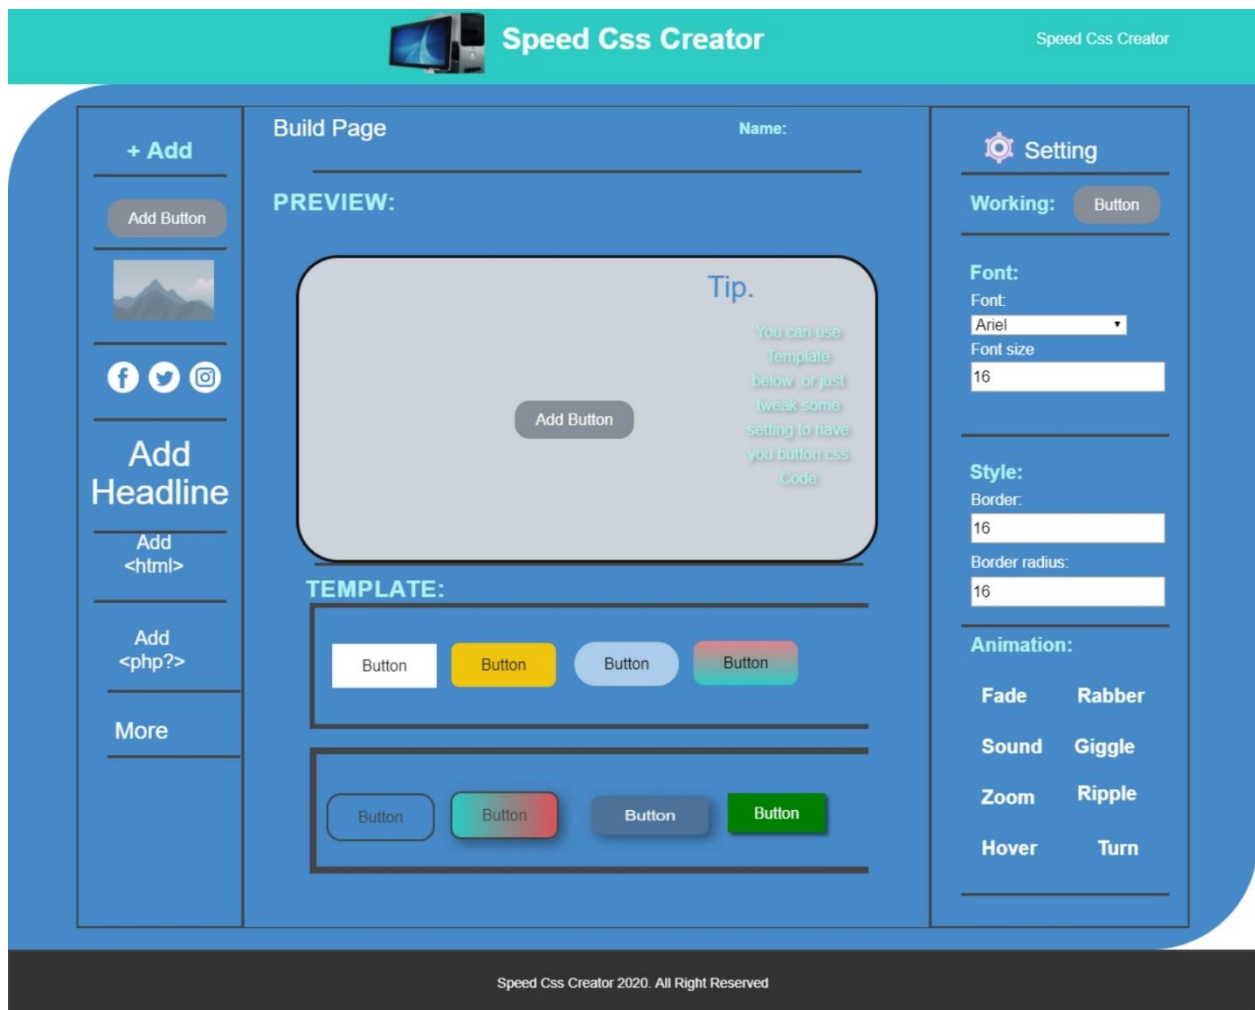 Speed Css Creator
Speed Css Creator
+ Add
Add Button
Add
Headline
Add
<html>
Add
<php?>
More
Build Page
Name:
PREVIEW:
Add Button
Tip.
You can use
Template
below ,or just
tweak some
setting to have
you button css
Code
TEMPLATE:
Button
Button
Button
Button
Button
Button
Button
Button
Setting
Working:
Button
Font:
Font:
Ariel
Font size
16
Style:
Border:
16
Border radius:
16
Animation:
Fade
Rabber
Sound
Giggle
Zoom
Ripple
Hover
Turn
Speed Css Creator 2020. All Right Reserved